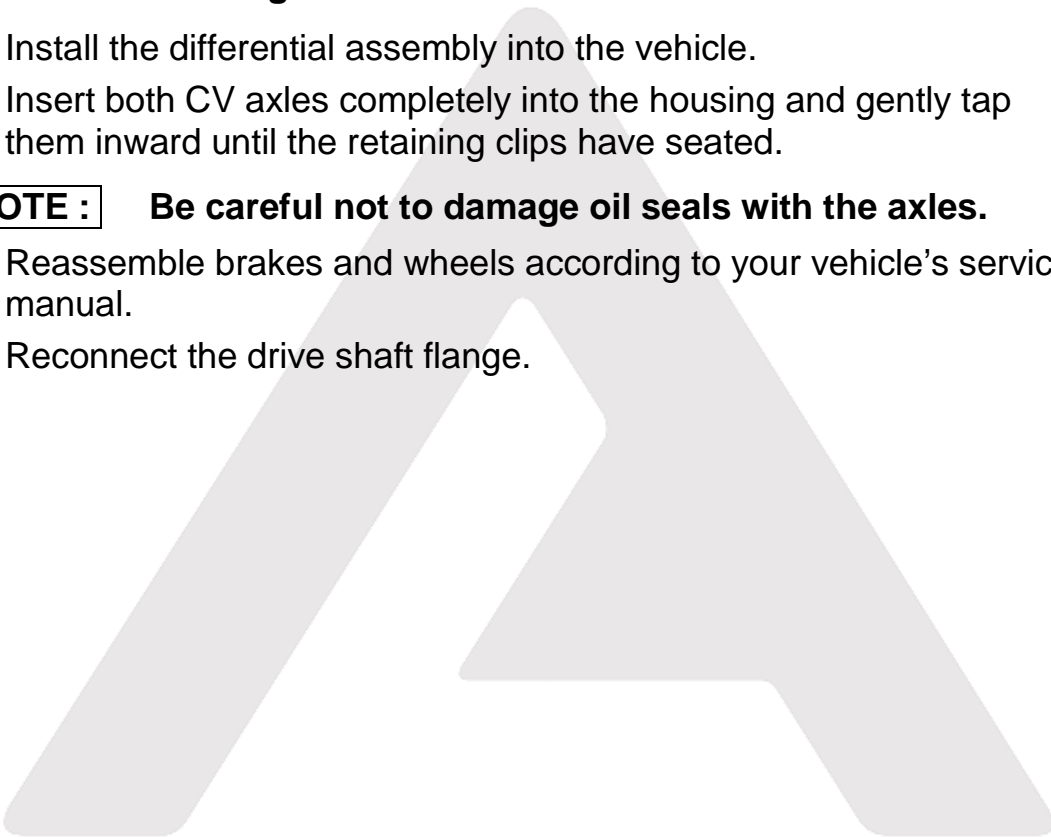 Install the differential assembly into the vehicle.
Insert both CV axles completely into the housing and gently tap
them inward until the retaining clips have seated.
OTE : Be careful not to damage oil seals with the axles.
Reassemble brakes and wheels according to your vehicle’s servic
manual.
Reconnect the drive shaft flange.